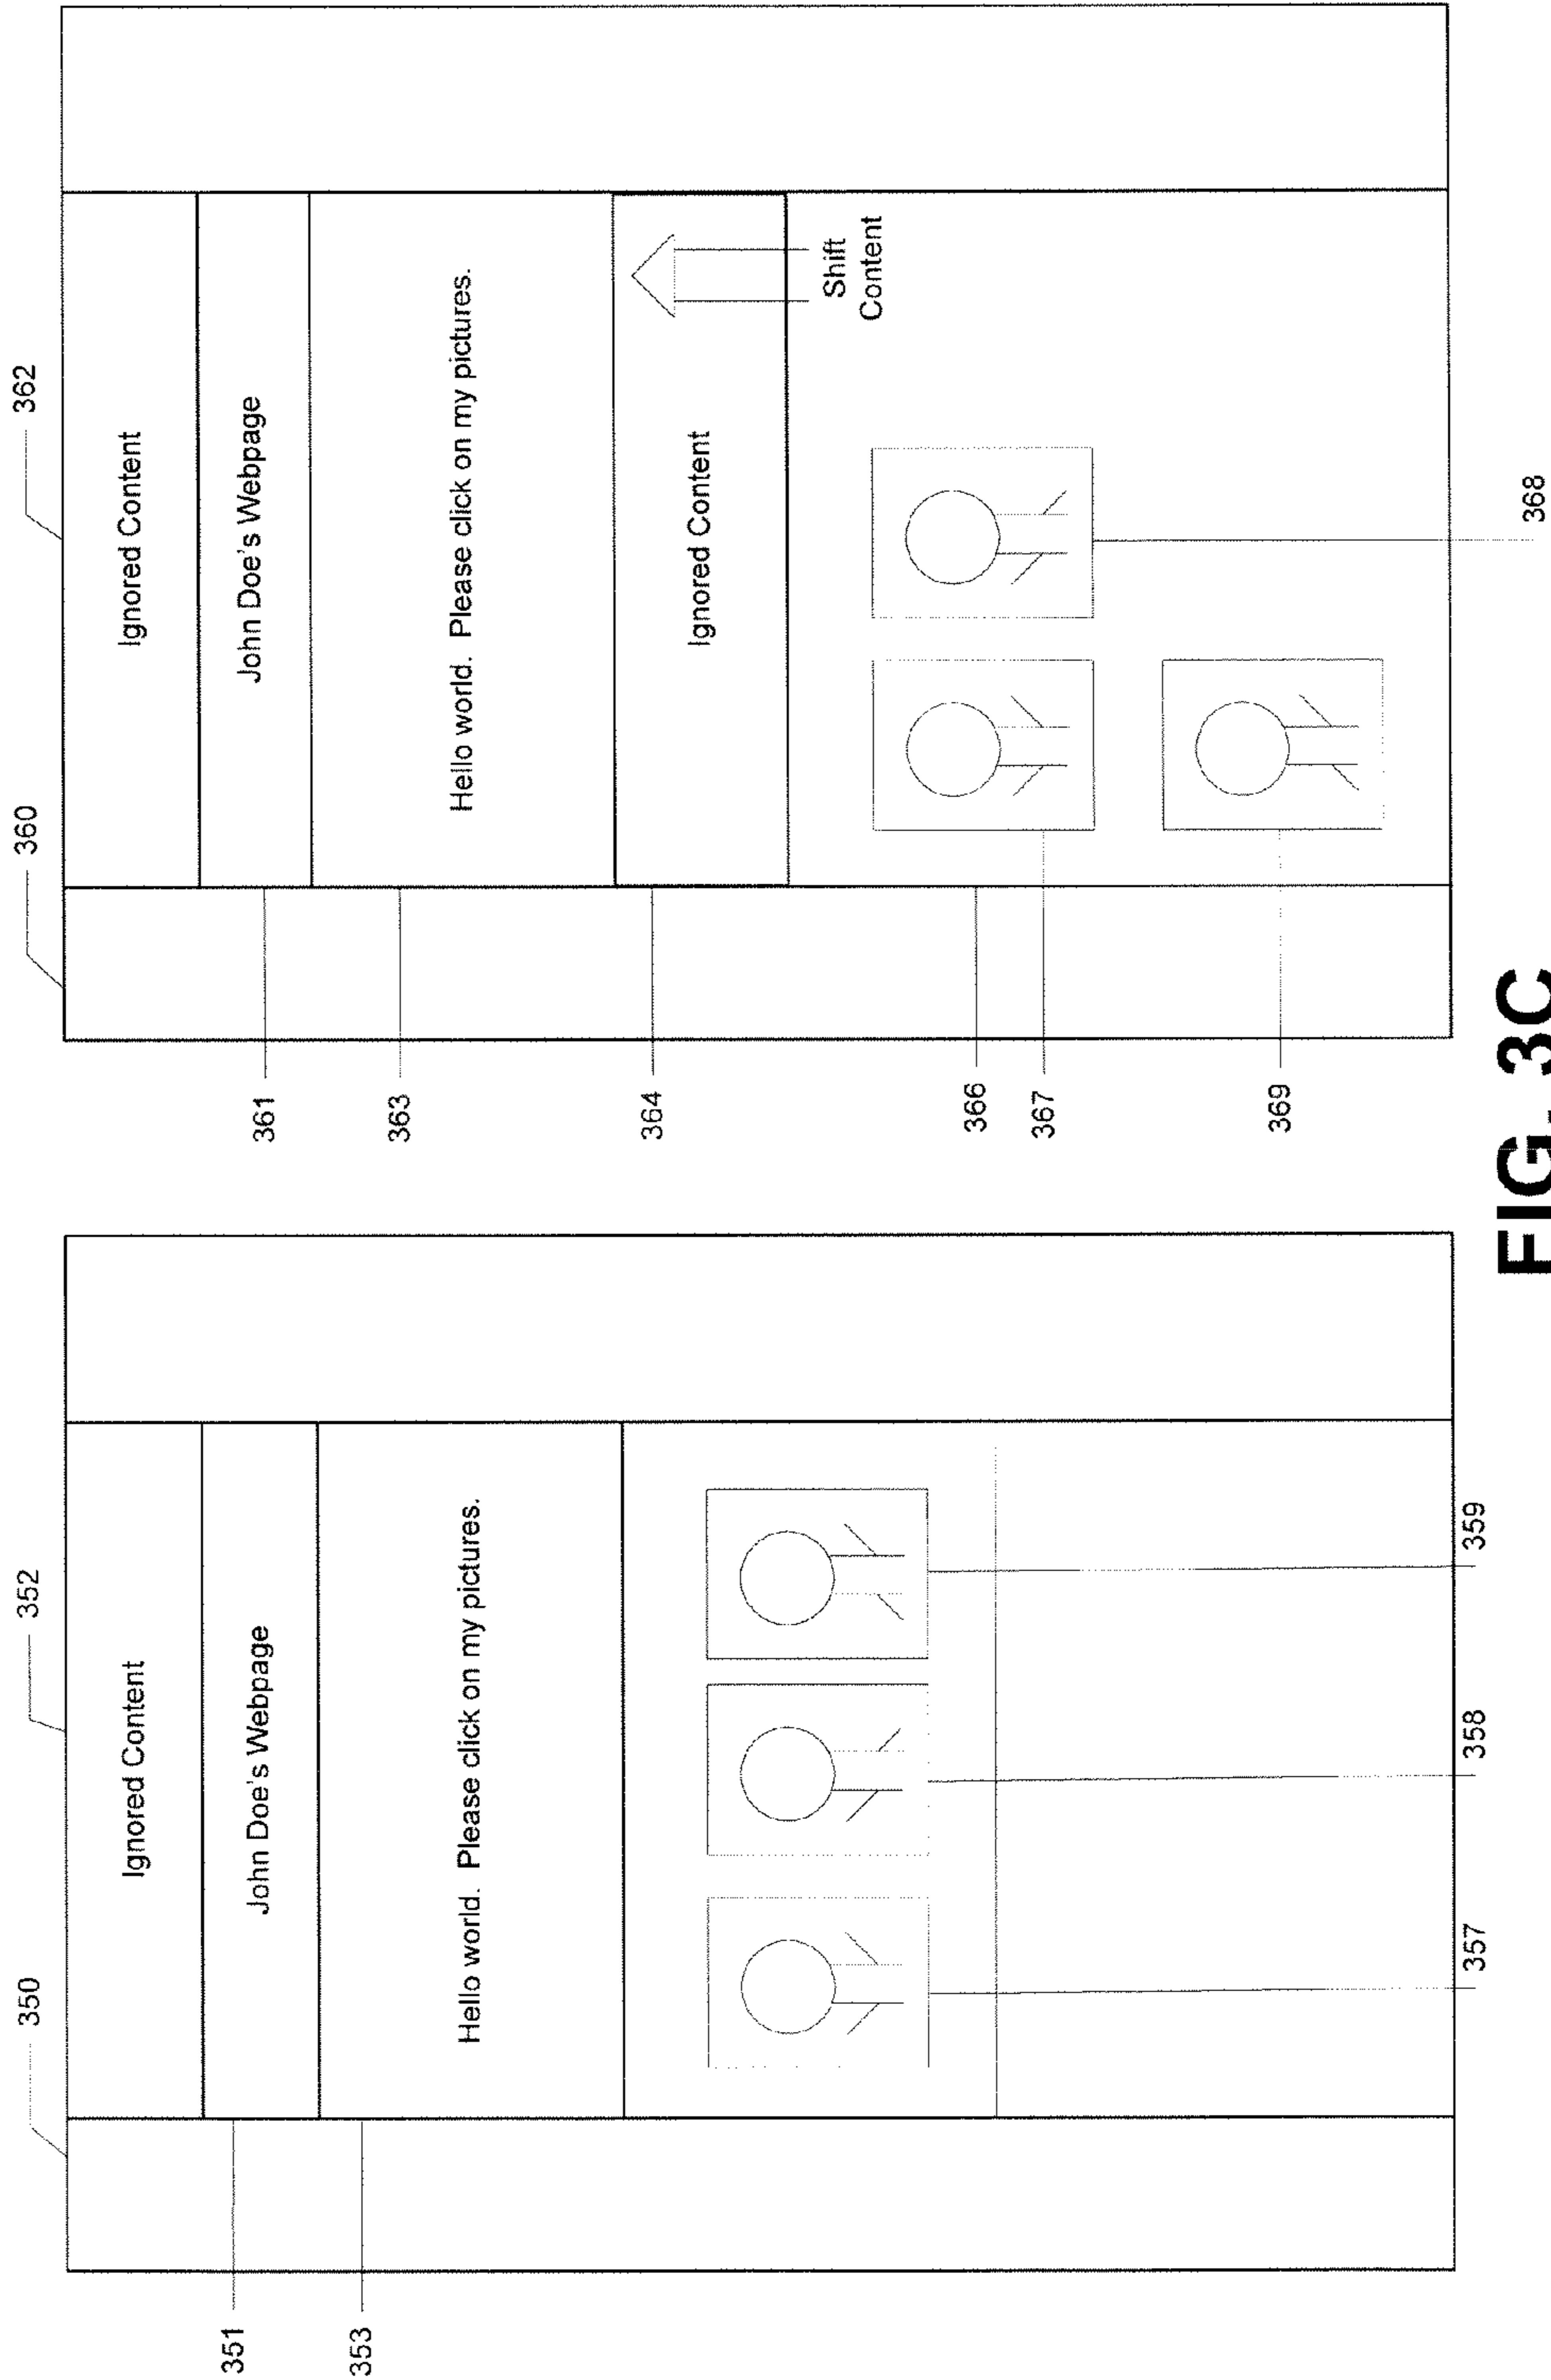 350
352
Ignored Content
John Doe's Webpage
Hello world. Please click on my pictures.
351
353
357
358
359
360
362
Ignored Content
John Doe's Webpage
Hello world. Please click on my pictures.
Ignored Content
Shift
Content
361
363
364
366
367
369
368
FIG. 3C